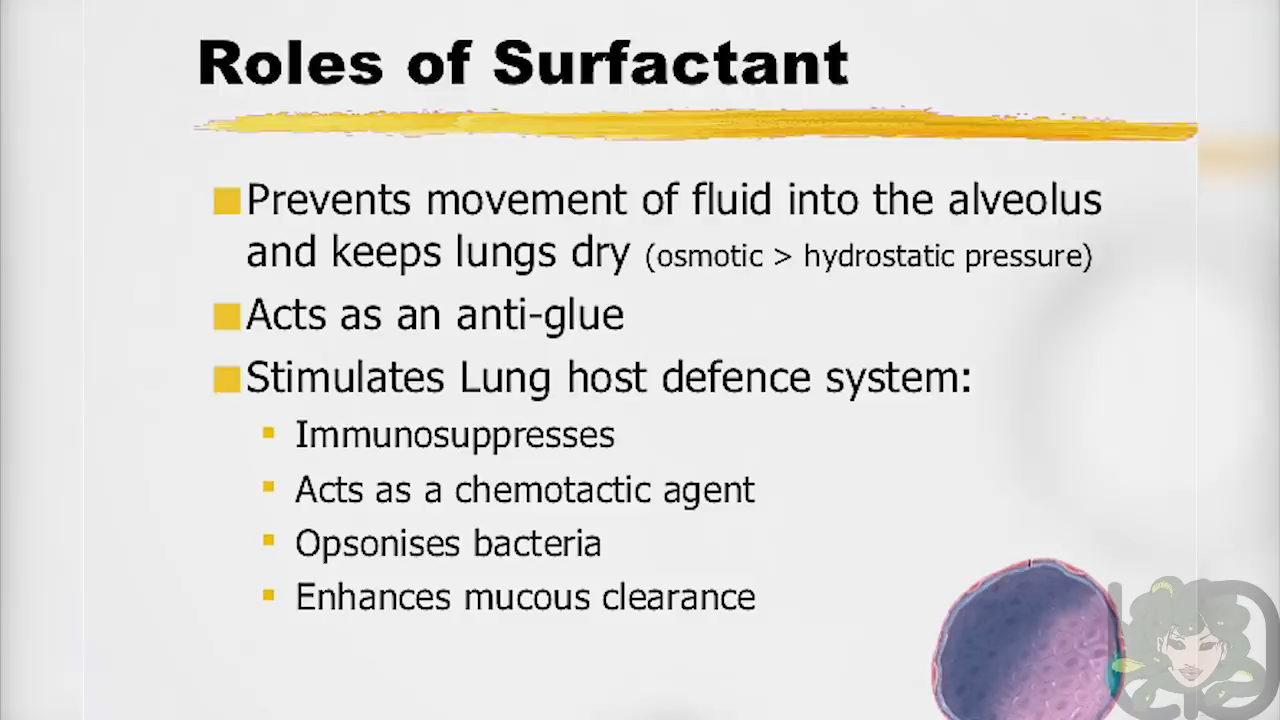 Roles of Surfactant
Prevents movement of fluid into the alveolus
and keeps lungs dry (osmotic > hydrostatic pressure)
Acts as an anti-glue
Stimulates Lung host defence system:
Immunosuppresses
Acts as a chemotactic agent
Opsonises bacteria
Enhances mucous clearance